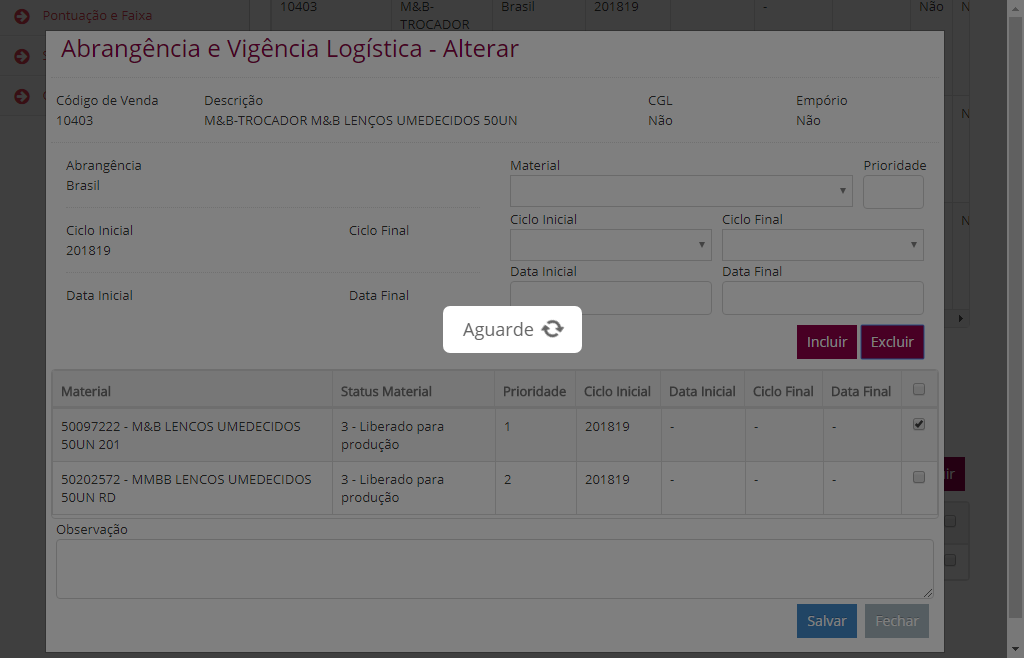 Pontuação e Faixa
10403 M&B- Brasil 201819 - Não N
TROCADOR
Abrangência e Vigência Logística - Alterar
Código de Venda Descrição CGL Empório
10403 M&B-TROCADOR M&B LENÇOS UMEDECIDOS 50UN Não Não
N
Abrangência Material Prioridade
Brasil
Ciclo Inicial Ciclo Final Ciclo Inicial Ciclo Final
201819
N
Data Inicial Data Final
Data Inicial Data Final
Aguarde
Incluir Excluir
Material Status Material Prioridade Ciclo Inicial Data Inicial Ciclo Final Data Final
50097222 - M&B LENCOS UMEDECIDOS 3 - Liberado para 1 201819 - - -
50UN 201 produção
50202572 - MMBB LENCOS UMEDECIDOS 3 - Liberado para 2 201819 - - -
50UN RD produção
ir
Observação
Salvar Fechar